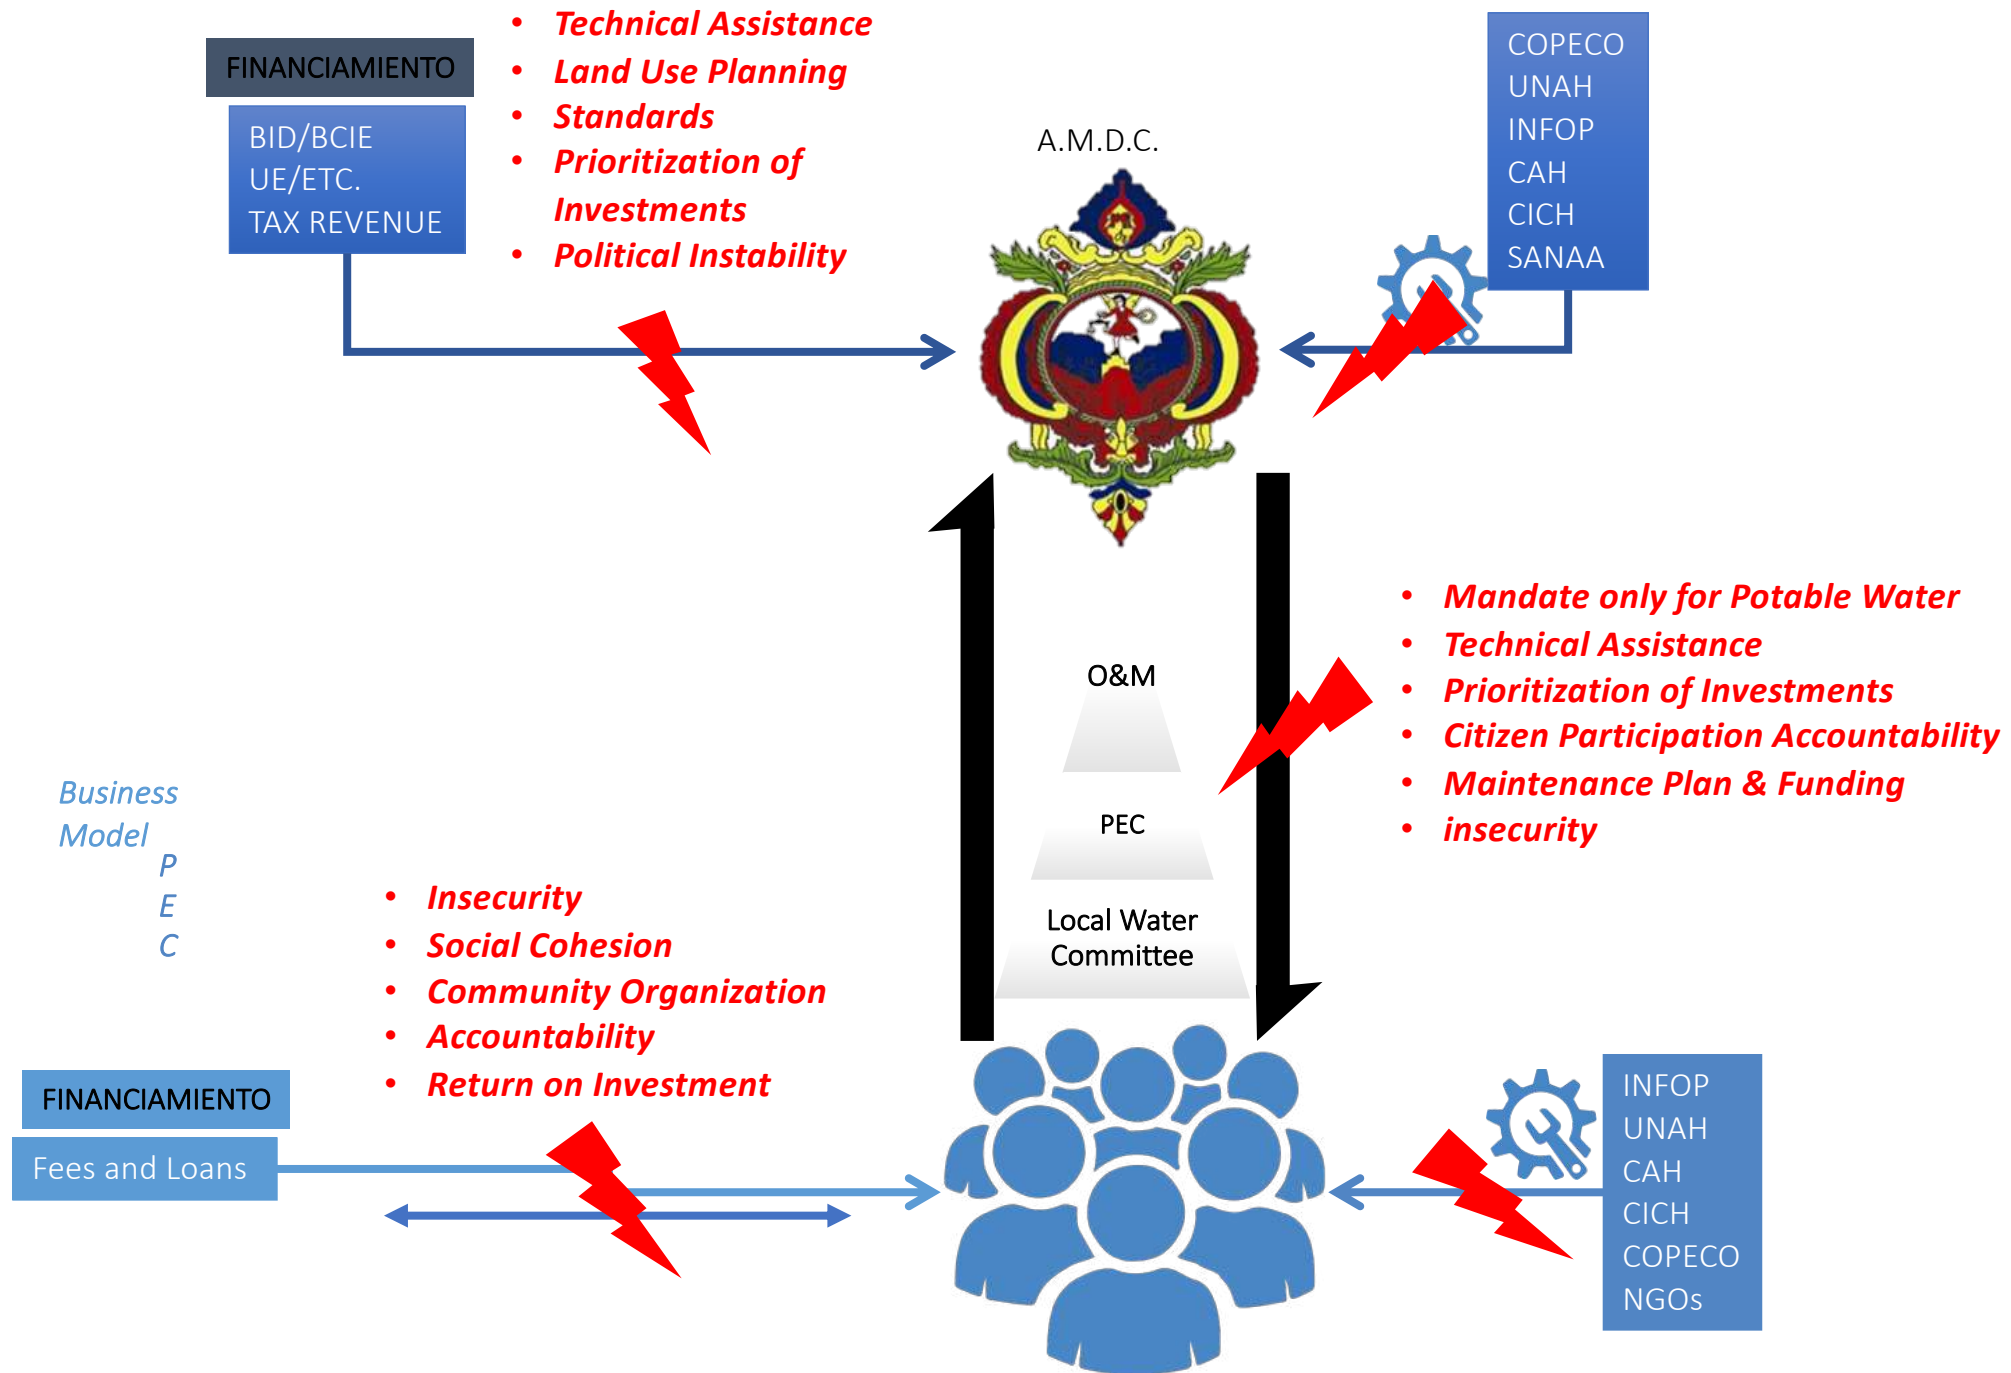 FINANCIAMIENTO
BID/BCIE
UE/ETC.
TAX REVENUE
• Technical Assistance
• Land Use Planning
• Standards
• Prioritization of
Investments
• Political Instability
A.M.D.C.
COPECO
UNAH
INFOP
CAH
CICH
SANAA
O&M
PEC
Local Water
Committee
• Mandate only for Potable Water
• Technical Assistance
• Prioritization of Investments
• Citizen Participation Accountability
• Maintenance Plan & Funding
• insecurity
Business
Model
P
E
C
• Insecurity
• Social Cohesion
• Community Organization
• Accountability
• Return on Investment
FINANCIAMIENTO
Fees and Loans
INFOP
UNAH
CAH
CICH
COPECO
NGOs